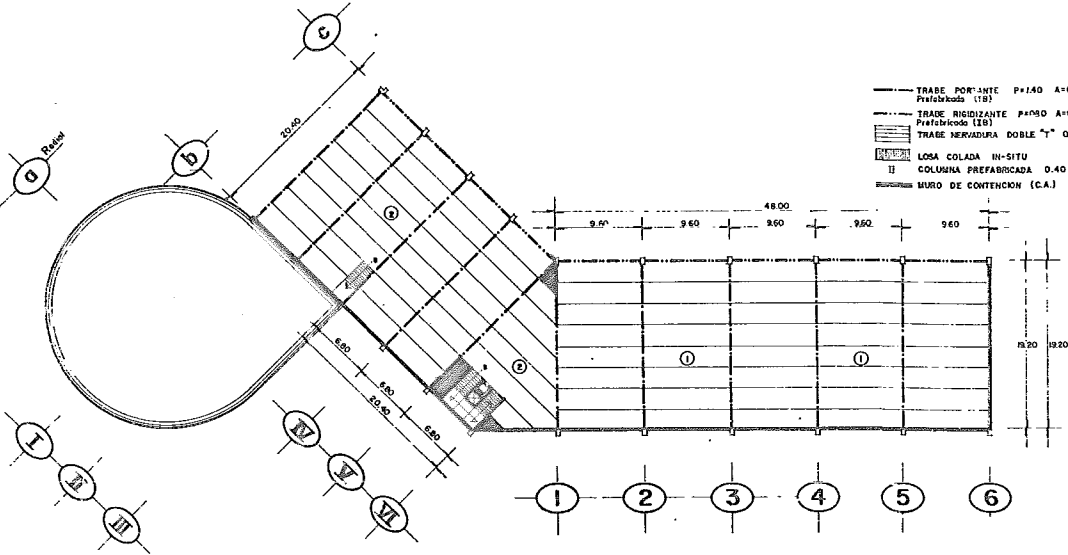 c
20.40
Radial
a
b
TRABE PORTANTE P=1.40 A=
Prefabricada (TB)
TRABE RIGIDIZANTE P=0.90 A=
Prefabricada
TRABE NERVADURA DOBLE "T"
LOSA COLADA IN-SITU
COLUMNA PREFABRICADA 0.40
MURO DE CONTENCION (C.A.)
48.00
9.60 9.60 9.60 9.60 9.60
2
19.20 19.20
1 1
2
6.80
6.80
20.40
6.80
I
II
III
IV
V
VI
1 2 3 4 5 6